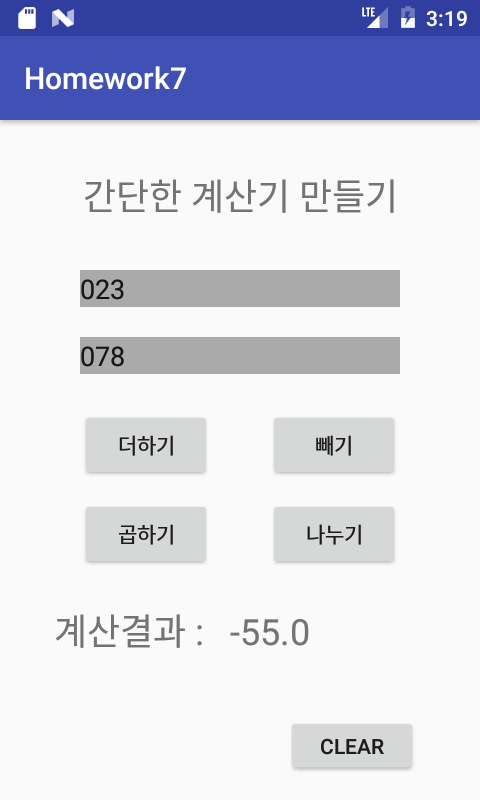 LTE 3:19
Homework7
간단한 계산기 만들기
023
078
더하기 빼기
곱하기 나누기
계산결과 : -55.0
CLEAR